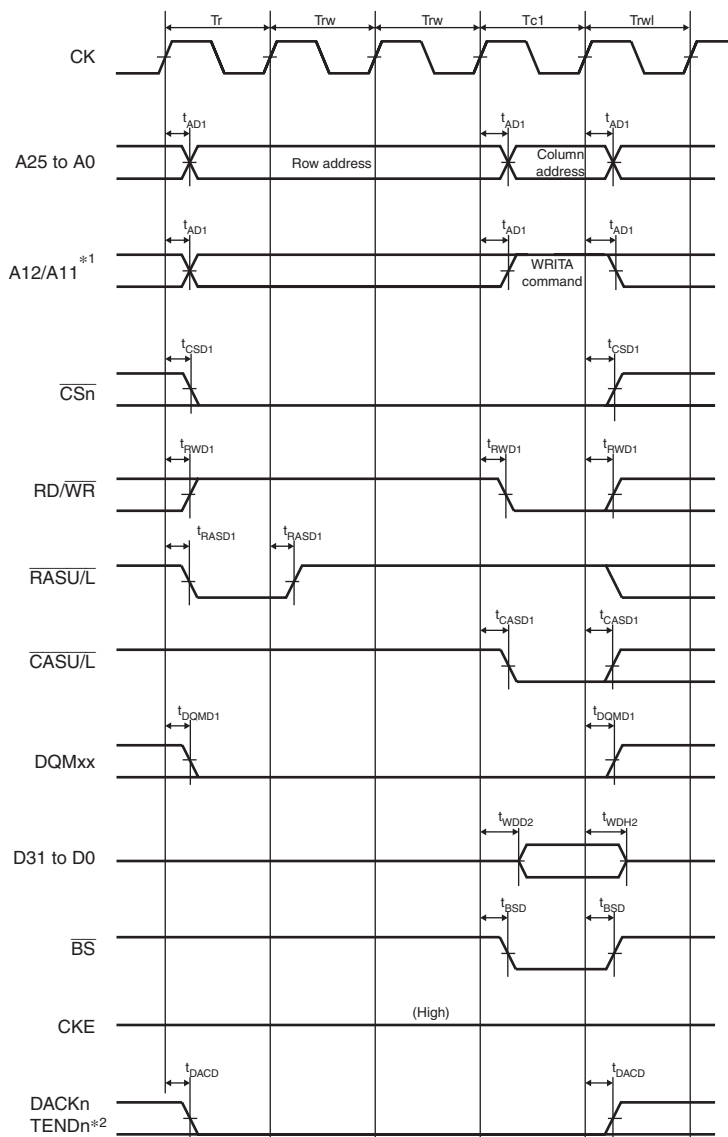 Tr Trw Trw Tc1 Trwl
CK
tAD1 tAD1 tAD1
A25 to A0 Row address Column address
tAD1 tAD1 tAD1
A12/A11*1 WRITA command
tCSD1 tCSD1
CSn
tRWD1 tRWD1 tRWD1
RD/WR
tRASD1 tRASD1
RASU/L
tCASD1 tCASD1
CASU/L
tDQMD1 tDQMD1
DQMxx
tWDD2 tWDH2
D31 to D0
tBSD tBSD
BS
(High)
CKE
tDACD tDACD
DACKn
TENDn*2